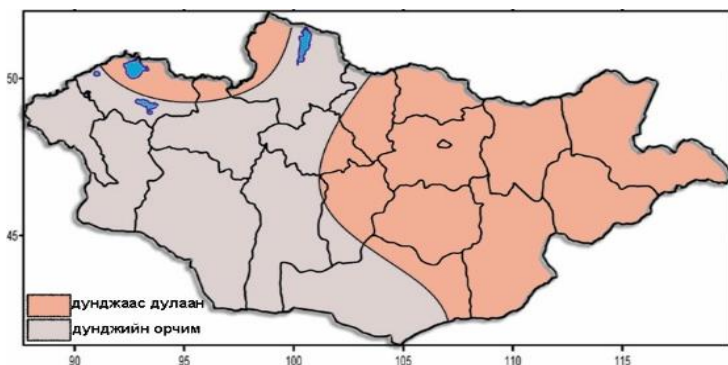 50
45
дунджаас дулаан
дунджийн орчим
90 95 100 105 110 115